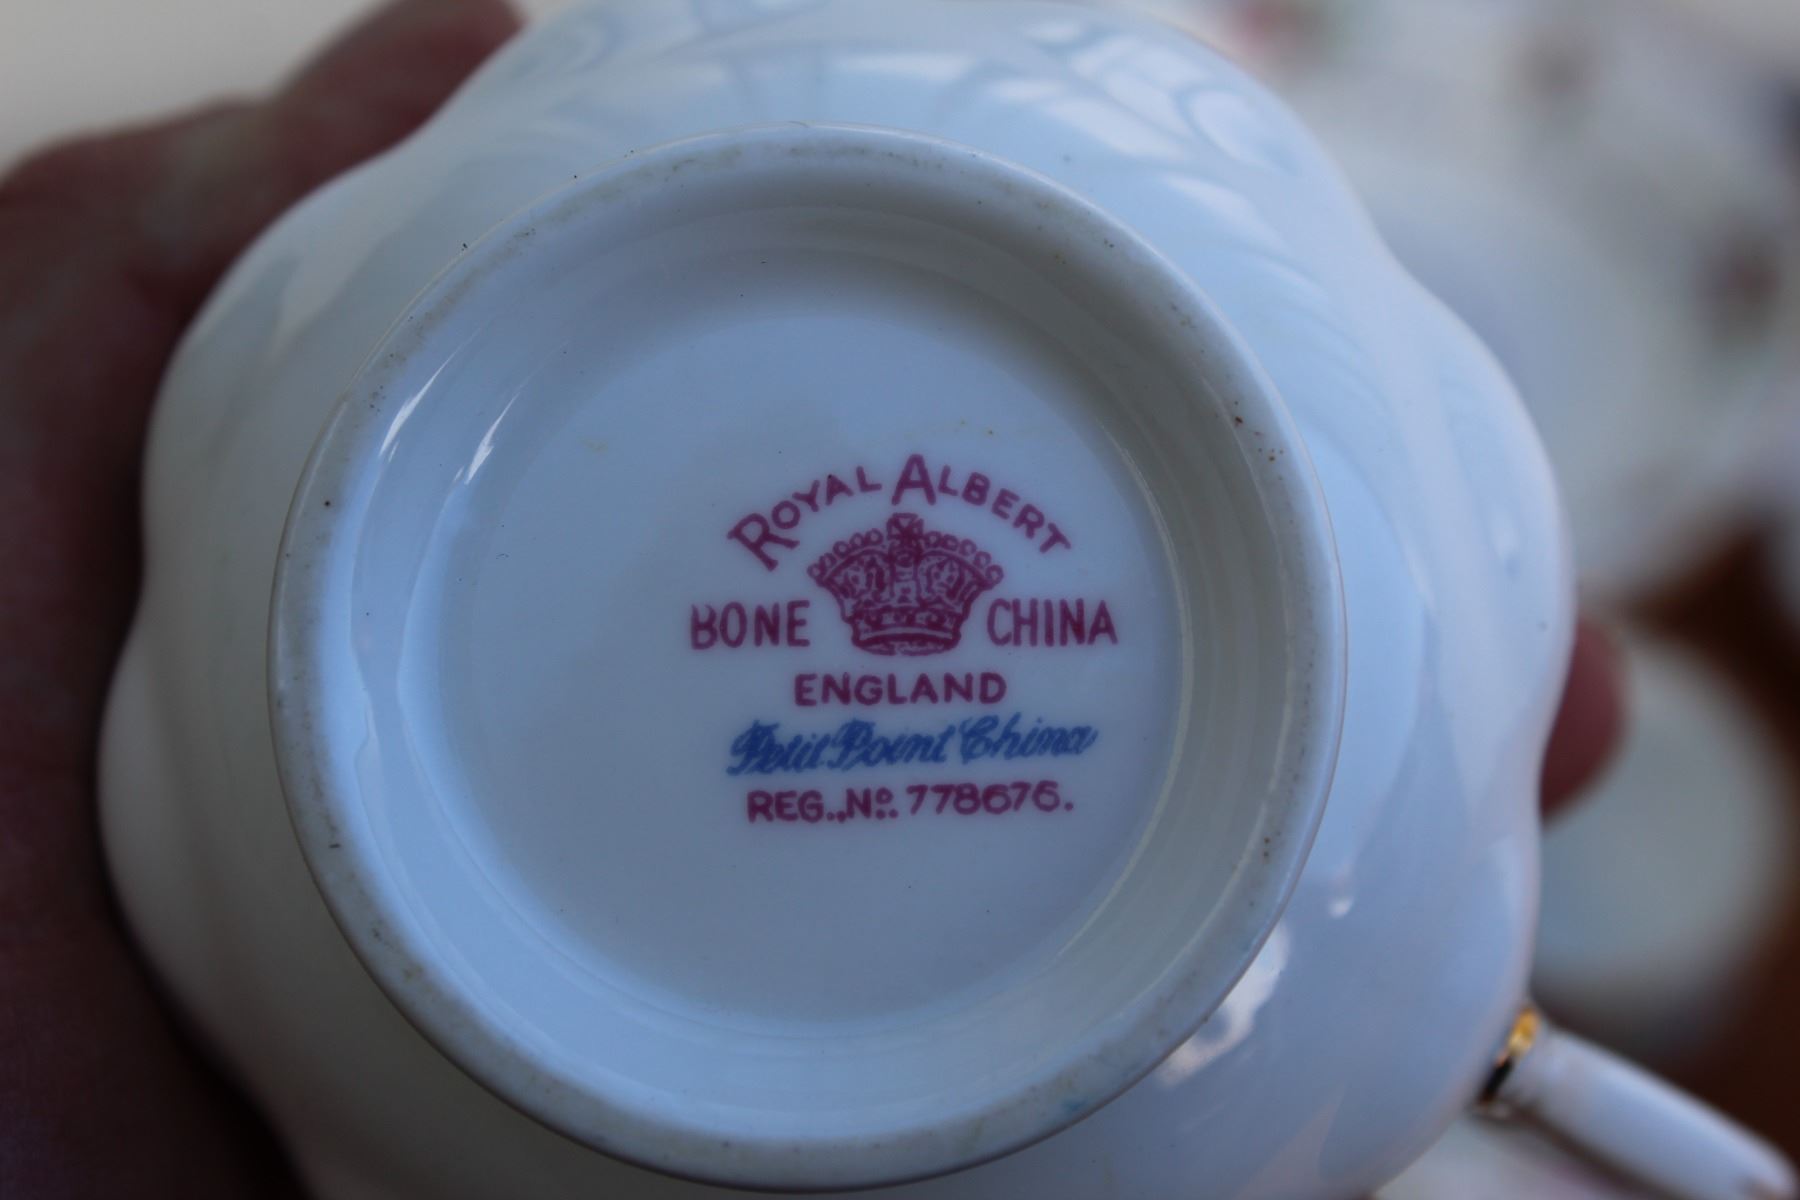 ROYAL ALBERT
BONE CHINA
ENGLAND
Petit Point China
REG., Nº. 778676.